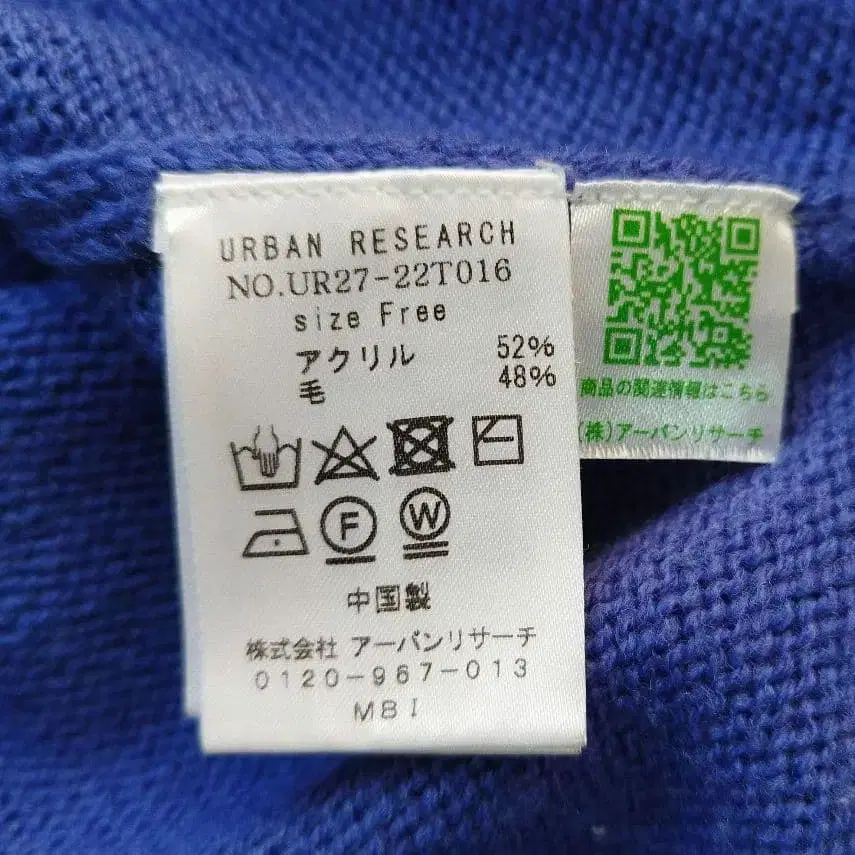 URBAN RESEARCH
NO.UR27-22T016
size Free
アクリル 52%
毛 48%
F W
中国製
株式会社 アーバンリサーチ
0120-967-013
MBI
商品の関連情報はこちら
(株)アーバンリサーチ